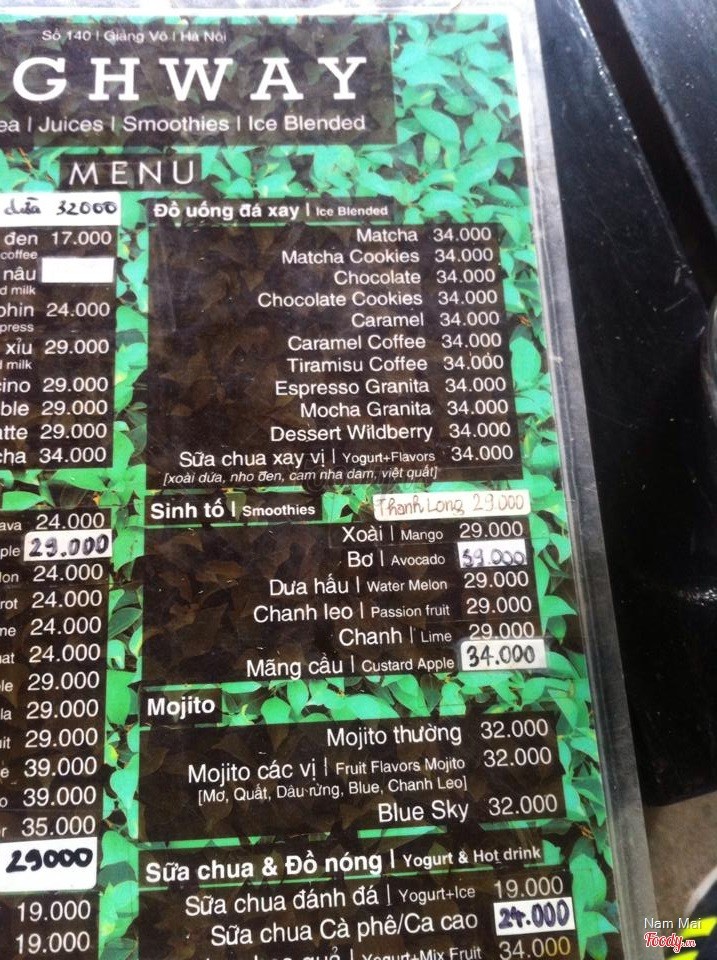 Số 140 | Giảng Võ | Hà Nội
GHWAY
ea | Juices | Smoothies | Ice Blended
MENU
dừa 32000
đen 17.000
coffee
nâu
d milk
phin 24.000
press
xỉu 29.000
milk
cino 29.000
ble 29.000
atte 29.000
cha 34.000
ava 24.000
ple 29.000
lon 24.000
rot 24.000
ne 24.000
at 24.000
le 29.000
la 29.000
it 29.000
e 39.000
o 39.000
r 35.000
29000
19.000
19.000
Đồ uống đá xay | Ice Blended
Matcha 34.000
Matcha Cookies 34.000
Chocolate 34.000
Chocolate Cookies 34.000
Caramel 34.000
Caramel Coffee 34.000
Tiramisu Coffee 34.000
Espresso Granita 34.000
Mocha Granita 34.000
Dessert Wildberry 34.000
Sữa chua xay vị | Yogurt+Flavors 34.000
[xoài dứa, nho đen, cam nha đam, việt quất]
Sinh tố | Smoothies
Thanh Long 29.000
Xoài | Mango 29.000
Bơ | Avocado 39.000
Dưa hấu | Water Melon 29.000
Chanh leo | Passion fruit 29.000
Chanh | Lime 29.000
Mãng cầu | Custard Apple 34.000
Mojito
Mojito thường 32.000
Mojito các vị | Fruit Flavors Mojito 32.000
[Mơ, Quất, Dâu rừng, Blue, Chanh Leo]
Blue Sky 32.000
Sữa chua & Đồ nóng | Yogurt & Hot drink
Sữa chua đánh đá | Yogurt+Ice 19.000
Sữa chua Cà phê/Ca cao 24.000
quả | Yogurt+Mix Fruit 34.000
Nam Mai
Foody.vn